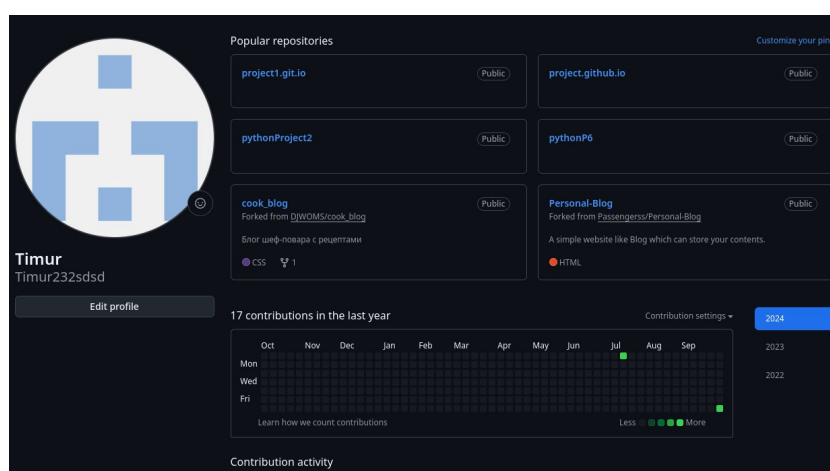 Popular repositories
Customize your pin
project1.git.io
Public
project.github.io
Public
pythonProject2
Public
pythonP6
Public
cook_blog
Public
Forked from DJWOMS/cook_blog
Блог шеф-повара с рецептами
CSS
1
Personal-Blog
Public
Forked from Passengerss/Personal-Blog
A simple website like Blog which can store your contents.
HTML
Timur
Timur232sdsd
Edit profile
17 contributions in the last year
Contribution settings
2024
2023
2022
Oct Nov Dec Jan Feb Mar Apr May Jun Jul Aug Sep
Mon
Wed
Fri
Learn how we count contributions
Less
More
Contribution activity